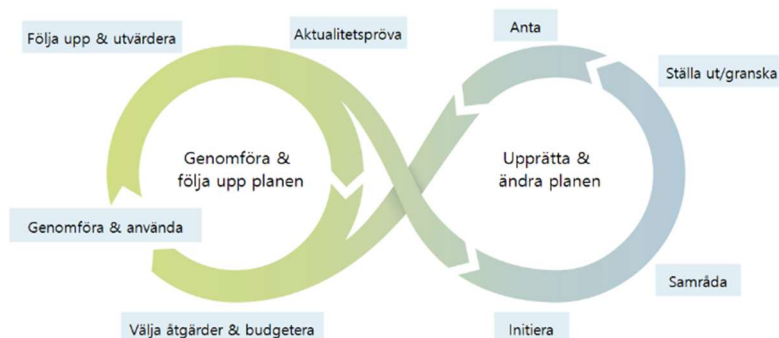 Följa upp & utvärdera
Aktualitetspröva
Anta
Ställa ut/granska
Genomföra &
följa upp planen
Upprätta &
ändra planen
Genomföra & använda
Samråda
Välja åtgärder & budgetera
Initiera